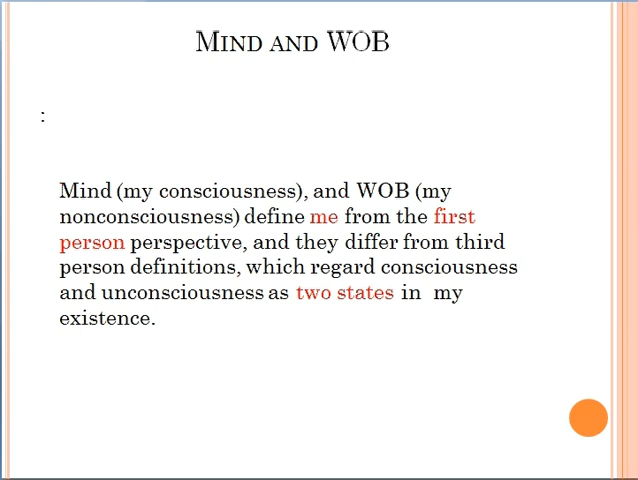 Mind and WOB
:
Mind (my consciousness), and WOB (my
nonconsciousness) define me from the first
person perspective, and they differ from third
person definitions, which regard consciousness
and unconsciousness as two states in my
existence.